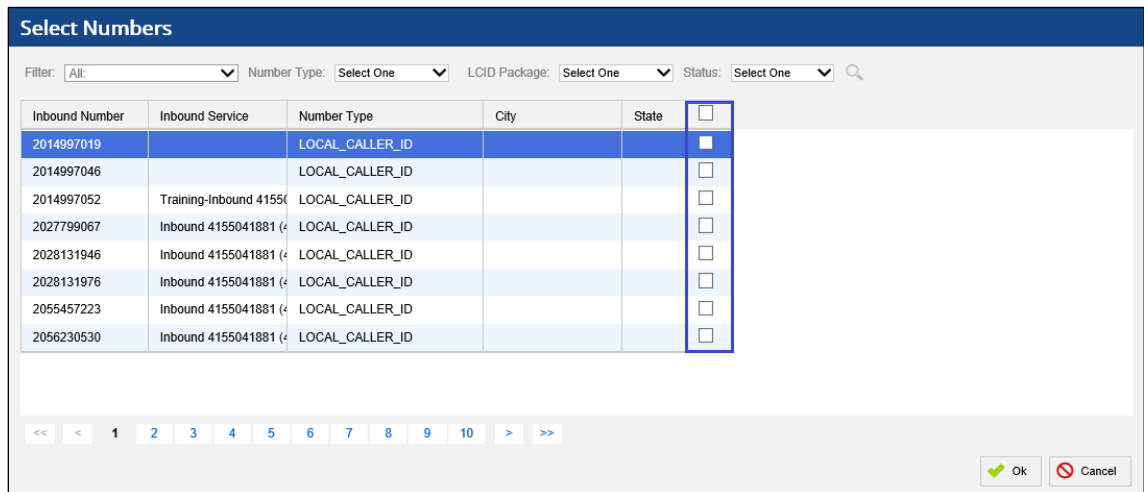 Select Numbers
Filter: All: Number Type: Select One LCID Package: Select One Status: Select One
Inbound Number Inbound Service Number Type City State
2014997019 LOCAL_CALLER_ID
2014997046 LOCAL_CALLER_ID
2014997052 Training-Inbound 41550 LOCAL_CALLER_ID
2027799067 Inbound 4155041881 (4 LOCAL_CALLER_ID
2028131946 Inbound 4155041881 (4 LOCAL_CALLER_ID
2028131976 Inbound 4155041881 (4 LOCAL_CALLER_ID
2055457223 Inbound 4155041881 (4 LOCAL_CALLER_ID
2056230530 Inbound 4155041881 (4 LOCAL_CALLER_ID
<< < 1 2 3 4 5 6 7 8 9 10 > >>
Ok Cancel